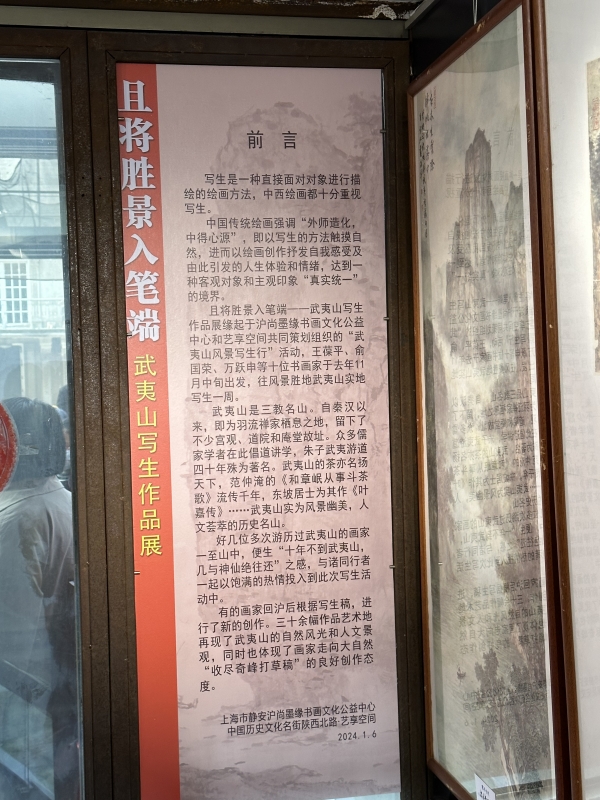 且将胜景入笔端
武夷山写生作品展
前 言
写生是一种直接面对对象进行描
绘的绘画方法，中西绘画都十分重视
写生。
中国传统绘画强调“外师造化，
中得心源”，即以写生的方法触摸自
然，进而以绘画创作抒发自我感受及
由此引发的人生体验和情绪，达到一
种客观对象和主观印象“真实统一”
的境界。
且将胜景入笔端——武夷山写生
作品展缘起于沪尚墨缘书画文化公益
中心和艺享空间共同策划组织的“武
夷山风景写生行”活动，王葆平、俞
国荣、万跃申等十位书画家于去年11
月中旬出发，往风景胜地武夷山实地
写生一周。
武夷山是三教名山。自秦汉以
来，即为羽流禅家栖息之地，留下了
不少宫观、道院和庵堂故址。众多儒
家学者在此倡道讲学，朱子武夷游道
四十年殊为著名。武夷山的茶亦名扬
天下，范仲淹的《和章岷从事斗茶
歌》流传千年，东坡居士为其作《叶
嘉传》……武夷山实为风景幽美，人
文荟萃的历史名山。
好几位多次游历过武夷山的画家
一至山中，便生“十年不到武夷山，
几与神仙绝往还”之感，与诸同行者
一起以饱满的热情投入到此次写生活
动中。
有的画家回沪后根据写生稿，进
行了新的创作。三十余幅作品艺术地
再现了武夷山的自然风光和人文景
观，同时也体现了画家走向大自然
“收尽奇峰打草稿”的良好创作态
度。
上海市静安沪尚墨缘书画文化公益中心
中国历史文化名街陕西北路·艺享空间
2024.1.6